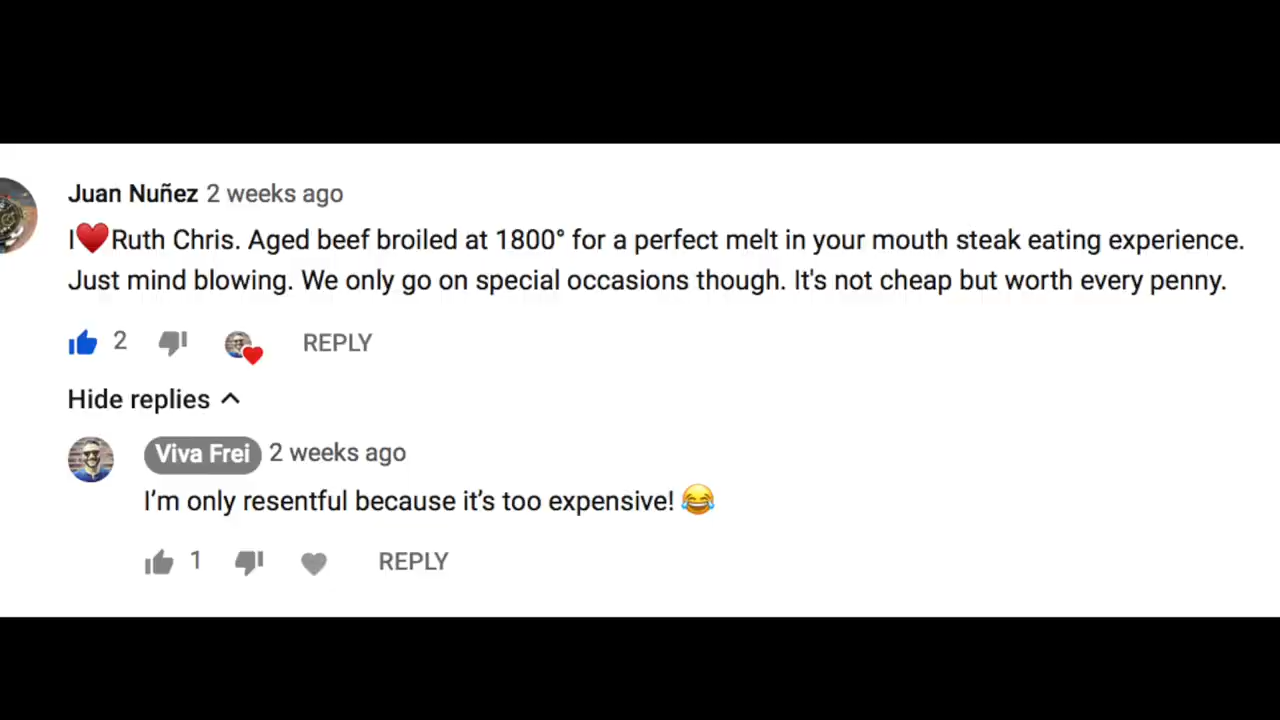 Juan Nuñez 2 weeks ago
I❤️Ruth Chris. Aged beef broiled at 1800° for a perfect melt in your mouth steak eating experience.
Just mind blowing. We only go on special occasions though. It's not cheap but worth every penny.
2 REPLY
Hide replies
Viva Frei 2 weeks ago
I’m only resentful because it’s too expensive! 😂
1 REPLY